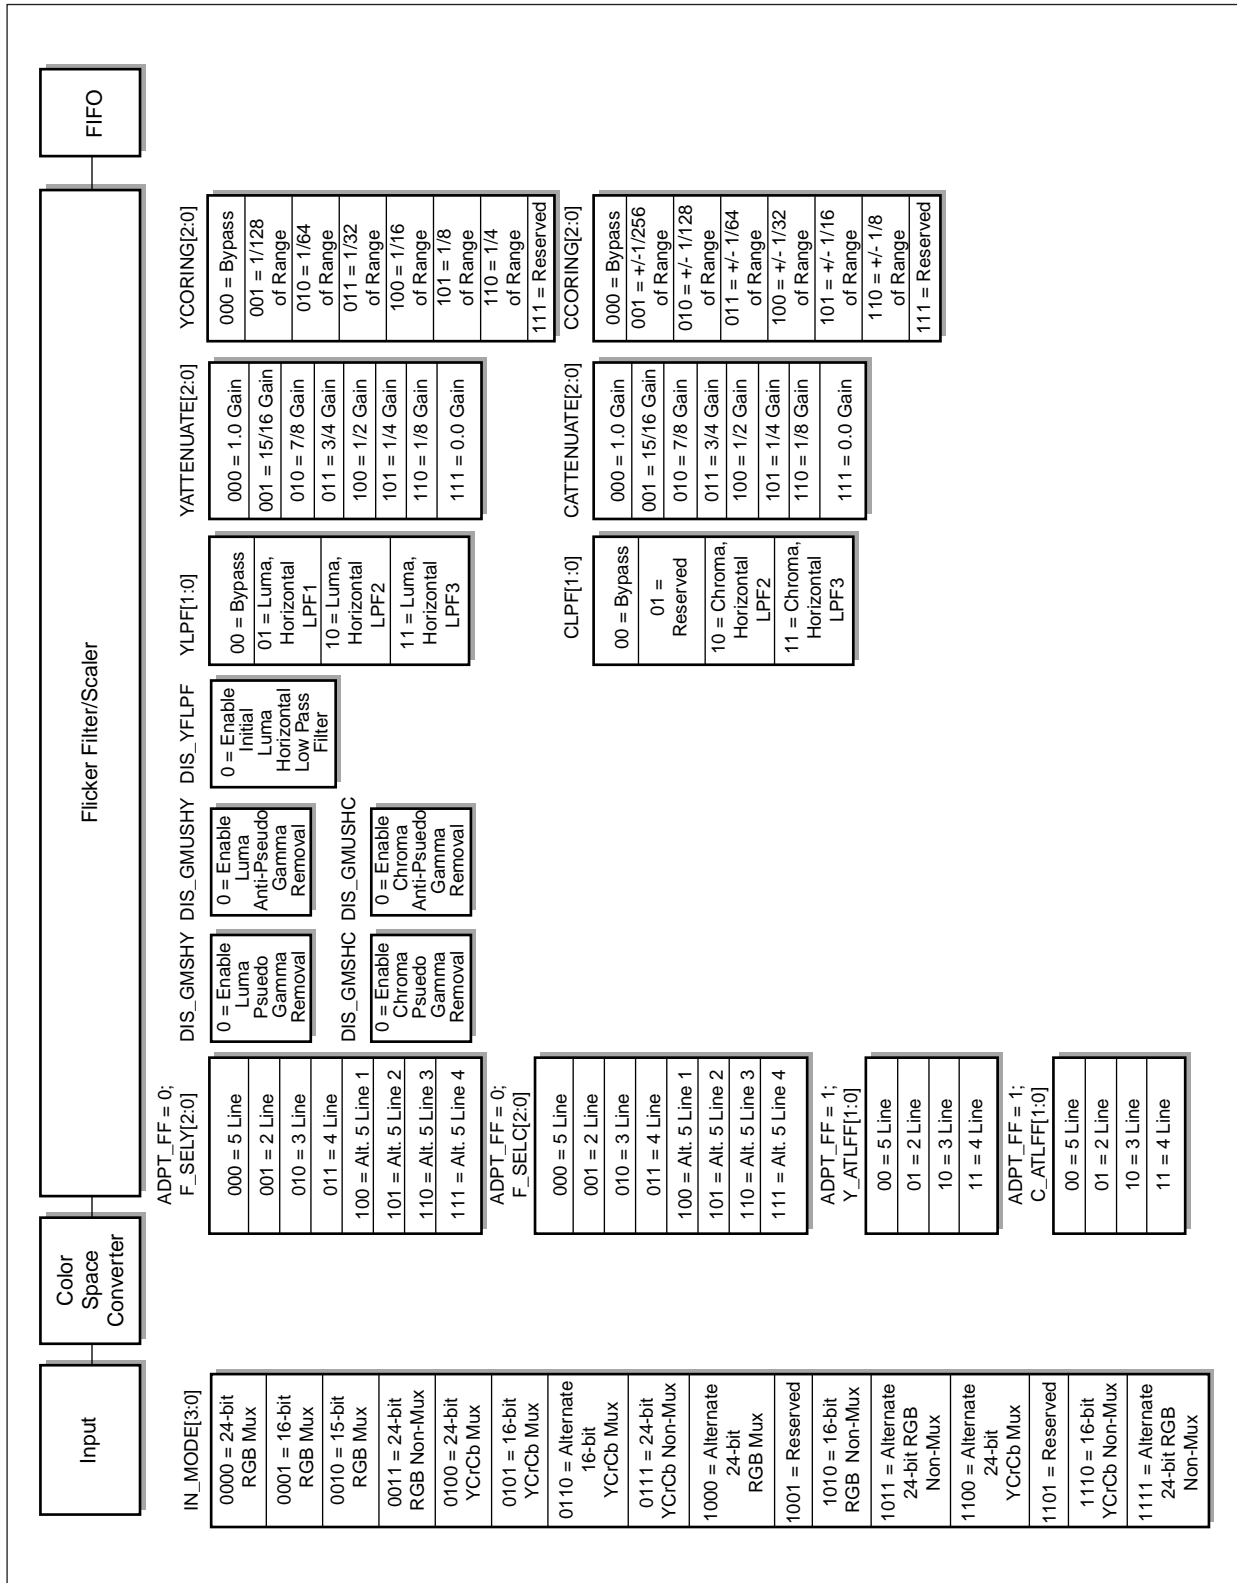 Input
Color
Space
Converter
Flicker Filter/Scaler
FIFO
IN_MODE[3:0]
0000 = 24-bit
RGB Mux
0001 = 16-bit
RGB Mux
0010 = 15-bit
RGB Mux
0011 = 24-bit
RGB Non-Mux
0100 = 24-bit
YCrCb Mux
0101 = 16-bit
YCrCb Mux
0110 = Alternate
16-bit
YCrCb Mux
0111 = 24-bit
YCrCb Non-Mux
1000 = Alternate
24-bit
RGB Mux
1001 = Reserved
1010 = 16-bit
RGB Non-Mux
1011 = Alternate
24-bit RGB
Non-Mux
1100 = Alternate
24-bit
YCrCb Mux
1101 = Reserved
1110 = 16-bit
YCrCb Non-Mux
1111 = Alternate
24-bit RGB
Non-Mux
ADPT_FF = 0;
F_SELY[2:0]
000 = 5 Line
001 = 2 Line
010 = 3 Line
011 = 4 Line
100 = Alt. 5 Line 1
101 = Alt. 5 Line 2
110 = Alt. 5 Line 3
111 = Alt. 5 Line 4
ADPT_FF = 0;
F_SELC[2:0]
000 = 5 Line
001 = 2 Line
010 = 3 Line
011 = 4 Line
100 = Alt. 5 Line 1
101 = Alt. 5 Line 2
110 = Alt. 5 Line 3
111 = Alt. 5 Line 4
ADPT_FF = 1;
Y_ATLFF[1:0]
00 = 5 Line
01 = 2 Line
10 = 3 Line
11 = 4 Line
ADPT_FF = 1;
C_ATLFF[1:0]
00 = 5 Line
01 = 2 Line
10 = 3 Line
11 = 4 Line
DIS_GMSHY
0 = Enable
Luma
Psuedo
Gamma
Removal
DIS_GMSHC
0 = Enable
Chroma
Psuedo
Gamma
Removal
DIS_GMUSHY
0 = Enable
Luma
Anti-Pseudo
Gamma
Removal
DIS_GMUSHC
0 = Enable
Chroma
Anti-Psuedo
Gamma
Removal
DIS_YFLPF
0 = Enable
Initial
Luma
Horizontal
Low Pass
Filter
YLPF[1:0]
00 = Bypass
01 = Luma,
Horizontal
LPF1
10 = Luma,
Horizontal
LPF2
11 = Luma,
Horizontal
LPF3
CLPF[1:0]
00 = Bypass
01 =
Reserved
10 = Chroma,
Horizontal
LPF2
11 = Chroma,
Horizontal
LPF3
YATTENUATE[2:0]
000 = 1.0 Gain
001 = 15/16 Gain
010 = 7/8 Gain
011 = 3/4 Gain
100 = 1/2 Gain
101 = 1/4 Gain
110 = 1/8 Gain
111 = 0.0 Gain
CATTENUATE[2:0]
000 = 1.0 Gain
001 = 15/16 Gain
010 = 7/8 Gain
011 = 3/4 Gain
100 = 1/2 Gain
101 = 1/4 Gain
110 = 1/8 Gain
111 = 0.0 Gain
YCORING[2:0]
000 = Bypass
001 = 1/128
of Range
010 = 1/64
of Range
011 = 1/32
of Range
100 = 1/16
of Range
101 = 1/8
of Range
110 = 1/4
of Range
111 = Reserved
CCORING[2:0]
000 = Bypass
001 = +/-1/256
of Range
010 = +/- 1/128
of Range
011 = +/- 1/64
of Range
100 = +/- 1/32
of Range
101 = +/- 1/16
of Range
110 = +/- 1/8
of Range
111 = Reserved